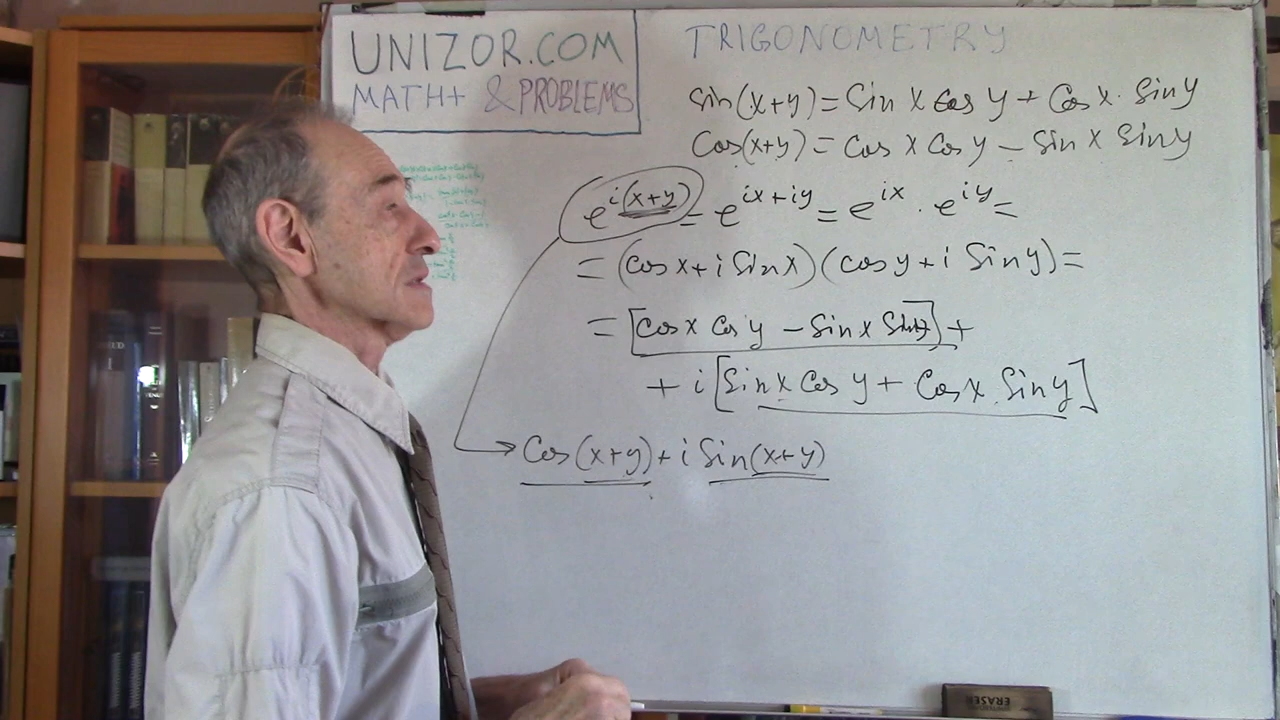 UNIZOR.COM
MATH+ & PROBLEMS
TRIGONOMETRY
Sin(x+y)=Sin x Cos y + Cos x · Sin y
Cos(x+y)=Cos x Cos y - Sin x Sin y
e^{i(x+y)} = e^{ix+iy} = e^{ix} · e^{iy} =
= (Cos x + i Sin x)(Cos y + i Sin y) =
= [Cos x Cos y - Sin x Sin y] +
+ i [Sin x Cos y + Cos x Sin y]
Cos(x+y) + i Sin(x+y)
ERASER